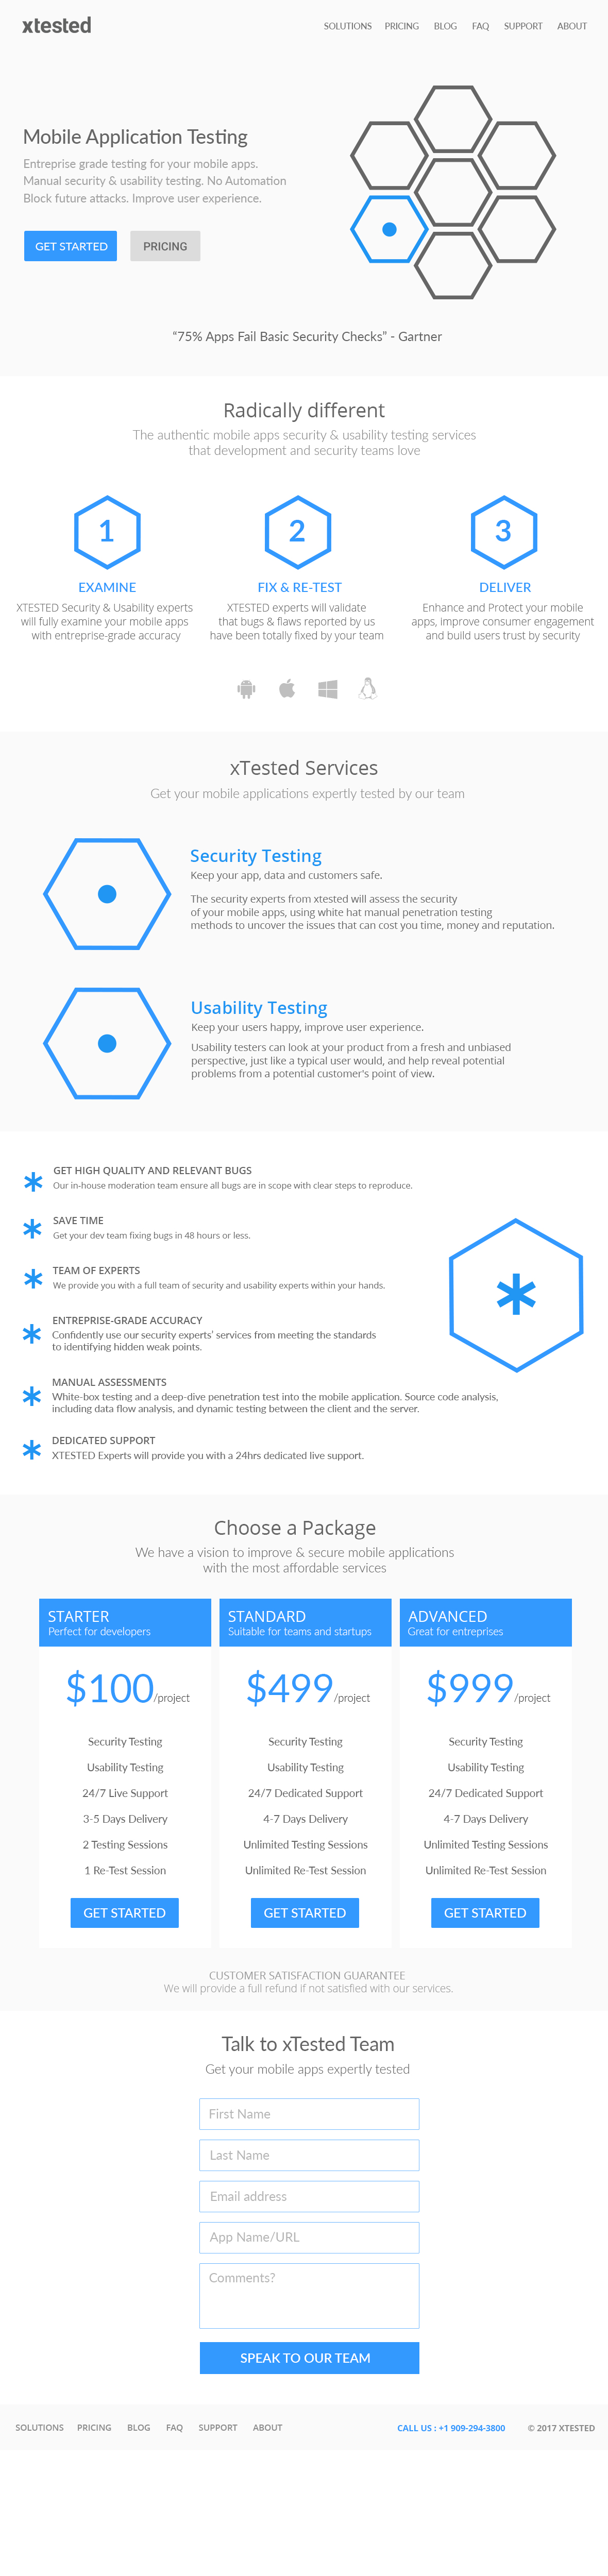 xtested
SOLUTIONS PRICING BLOG FAQ SUPPORT ABOUT
Mobile Application Testing
Entreprise grade testing for your mobile apps.
Manual security & usability testing. No Automation
Block future attacks. Improve user experience.
GET STARTED PRICING
“75% Apps Fail Basic Security Checks” - Gartner
Radically different
The authentic mobile apps security & usability testing services
that development and security teams love
1 2 3
EXAMINE FIX & RE-TEST DELIVER
XTESTED Security & Usability experts
will fully examine your mobile apps
with entreprise-grade accuracy
XTESTED experts will validate
that bugs & flaws reported by us
have been totally fixed by your team
Enhance and Protect your mobile
apps, improve consumer engagement
and build users trust by security
xTested Services
Get your mobile applications expertly tested by our team
Security Testing
Keep your app, data and customers safe.
The security experts from xtested will assess the security
of your mobile apps, using white hat manual penetration testing
methods to uncover the issues that can cost you time, money and reputation.
Usability Testing
Keep your users happy, improve user experience.
Usability testers can look at your product from a fresh and unbiased
perspective, just like a typical user would, and help reveal potential
problems from a potential customer's point of view.
GET HIGH QUALITY AND RELEVANT BUGS
Our in-house moderation team ensure all bugs are in scope with clear steps to reproduce.
SAVE TIME
Get your dev team fixing bugs in 48 hours or less.
TEAM OF EXPERTS
We provide you with a full team of security and usability experts within your hands.
ENTREPRISE-GRADE ACCURACY
Confidently use our security experts’ services from meeting the standards
to identifying hidden weak points.
MANUAL ASSESSMENTS
White-box testing and a deep-dive penetration test into the mobile application. Source code analysis,
including data flow analysis, and dynamic testing between the client and the server.
DEDICATED SUPPORT
XTESTED Experts will provide you with a 24hrs dedicated live support.
Choose a Package
We have a vision to improve & secure mobile applications
with the most affordable services
STARTER
Perfect for developers
$100/project
Security Testing
Usability Testing
24/7 Live Support
3-5 Days Delivery
2 Testing Sessions
1 Re-Test Session
GET STARTED
STANDARD
Suitable for teams and startups
$499/project
Security Testing
Usability Testing
24/7 Dedicated Support
4-7 Days Delivery
Unlimited Testing Sessions
Unlimited Re-Test Session
GET STARTED
ADVANCED
Great for entreprises
$999/project
Security Testing
Usability Testing
24/7 Dedicated Support
4-7 Days Delivery
Unlimited Testing Sessions
Unlimited Re-Test Session
GET STARTED
CUSTOMER SATISFACTION GUARANTEE
We will provide a full refund if not satisfied with our services.
Talk to xTested Team
Get your mobile apps expertly tested
First Name
Last Name
Email address
App Name/URL
Comments?
SPEAK TO OUR TEAM
SOLUTIONS PRICING BLOG FAQ SUPPORT ABOUT CALL US : +1 909-294-3800 © 2017 XTESTED